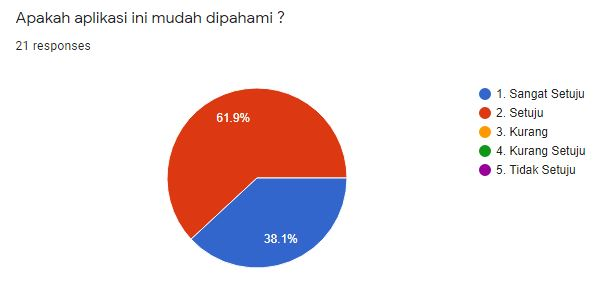 Apakah aplikasi ini mudah dipahami ?
21 responses
61.9%
38.1%
1. Sangat Setuju
2. Setuju
3. Kurang
4. Kurang Setuju
5. Tidak Setuju